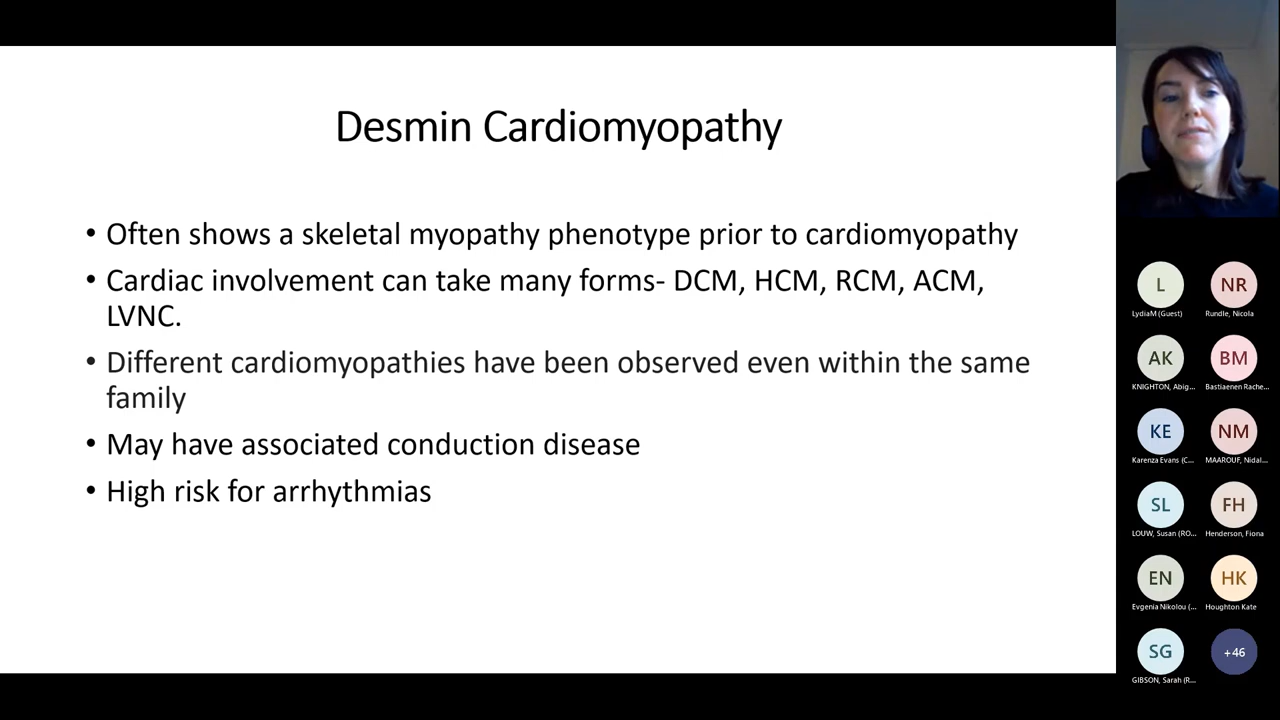 Desmin Cardiomyopathy
• Often shows a skeletal myopathy phenotype prior to cardiomyopathy
• Cardiac involvement can take many forms- DCM, HCM, RCM, ACM,
LVNC.
• Different cardiomyopathies have been observed even within the same
family
• May have associated conduction disease
• High risk for arrhythmias
L NR
LydiaM (Guest) Rundle, Nicola
AK BM
KNIGHTON, Abig... Bastiaenen Rache...
KE NM
Karenza Evans (C... MAAROUF, Nidal...
SL FH
LOUW, Susan (RO... Henderson, Fiona
EN HK
Evgenia Nikolou (... Houghton Kate
SG +46
GIBSON, Sarah (R...